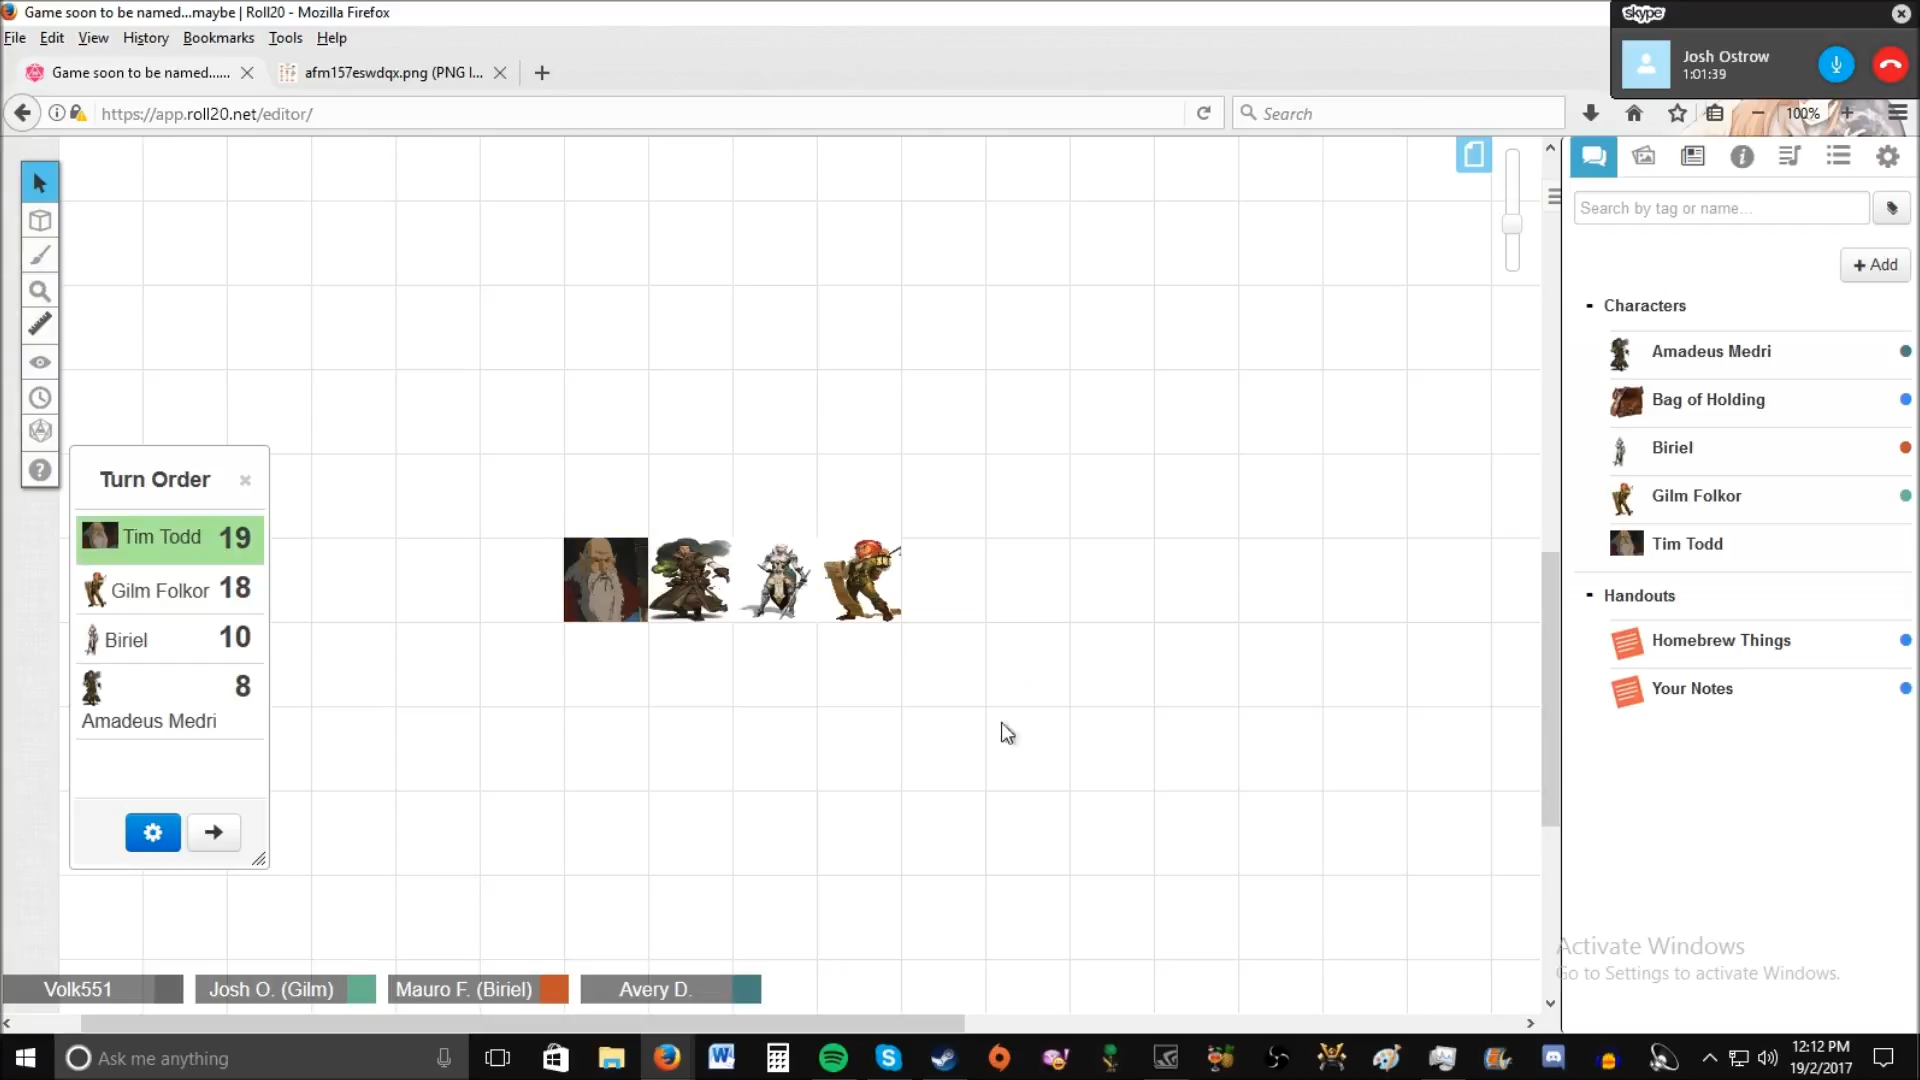 Game soon to be named...maybe | Roll20 - Mozilla Firefox
skype
File Edit View History Bookmarks Tools Help
Josh Ostrow
1:01:39
Game soon to be named......
afm157eswdqx.png (PNG I...
https://app.roll20.net/editor/
Search
100%
Search by tag or name...
+ Add
Characters
Amadeus Medri
Bag of Holding
Biriel
Gilm Folkor
Tim Todd
Handouts
Homebrew Things
Your Notes
Turn Order
Tim Todd 19
Gilm Folkor 18
Biriel 10
8
Amadeus Medri
Activate Windows
Go to Settings to activate Windows.
Volk551
Josh O. (Gilm)
Mauro F. (Biriel)
Avery D.
Ask me anything
12:12 PM
19/2/2017